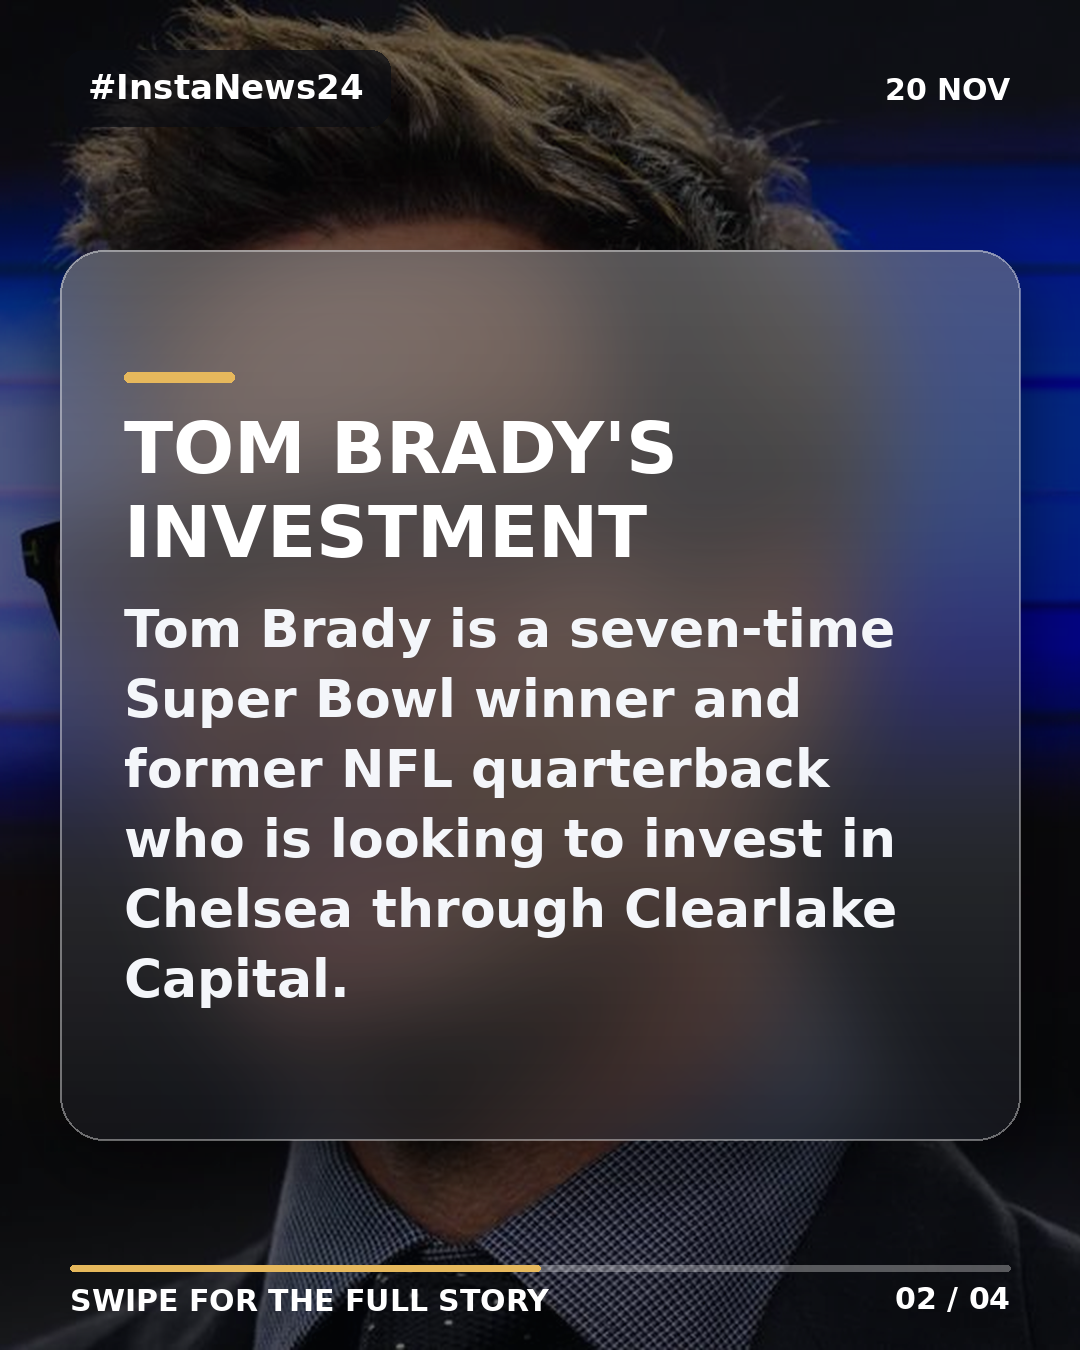 #InstaNews24
20 NOV
TOM BRADY'S
INVESTMENT
Tom Brady is a seven-time
Super Bowl winner and
former NFL quarterback
who is looking to invest in
Chelsea through Clearlake
Capital.
SWIPE FOR THE FULL STORY
02 / 04